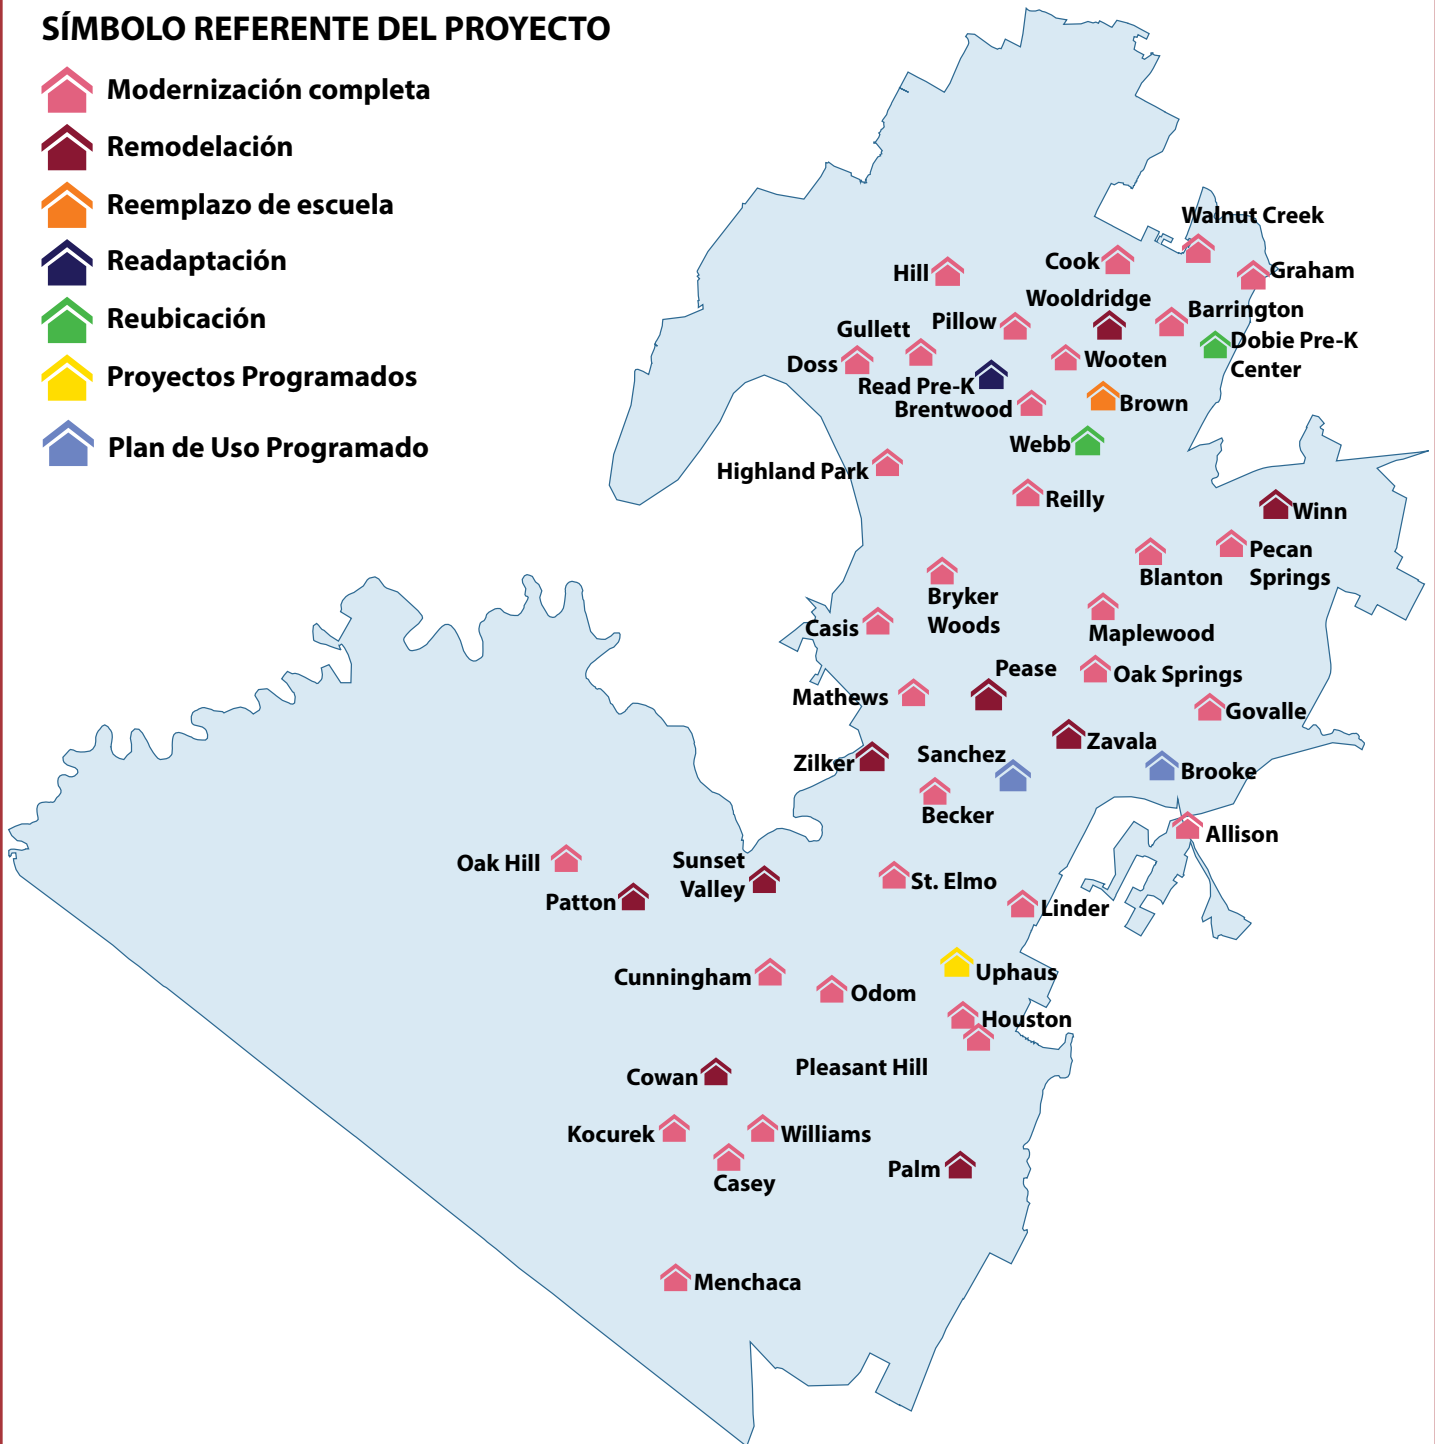 SÍMBOLO REFERENTE DEL PROYECTO
Modernización completa
Remodelación
Reemplazo de escuela
Readaptación
Reubicación
Proyectos Programados
Plan de Uso Programado
Walnut Creek
Cook
Hill
Graham
Wooldridge
Barrington
Pillow
Gullett
Dobie Pre-K
Center
Doss
Wooten
Read Pre-K
Brentwood
Brown
Webb
Highland Park
Reilly
Winn
Pecan
Springs
Blanton
Bryker
Woods
Casis
Maplewood
Pease
Oak Springs
Mathews
Govalle
Zavala
Sanchez
Zilker
Brooke
Becker
Allison
Oak Hill
Sunset
Valley
St. Elmo
Patton
Linder
Uphaus
Cunningham
Odom
Houston
Pleasant Hill
Cowan
Kocurek
Williams
Palm
Casey
Menchaca